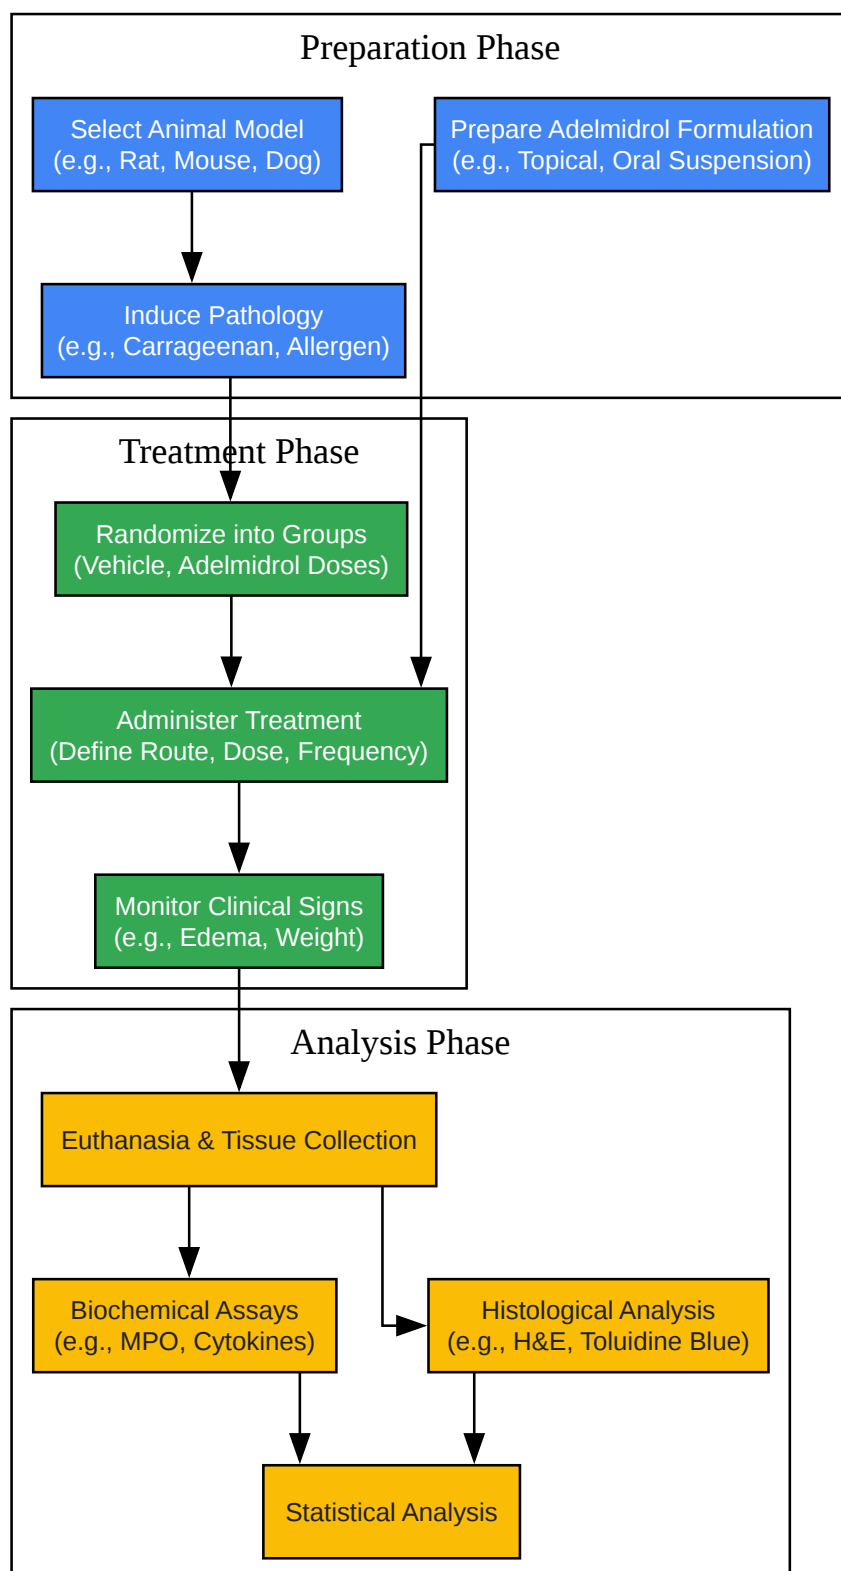 Preparation Phase
Select Animal Model
(e.g., Rat, Mouse, Dog)
Prepare Adelmidrol Formulation
(e.g., Topical, Oral Suspension)
Induce Pathology
(e.g., Carrageenan, Allergen)
Treatment Phase
Randomize into Groups
(Vehicle, Adelmidrol Doses)
Administer Treatment
(Define Route, Dose, Frequency)
Monitor Clinical Signs
(e.g., Edema, Weight)
Analysis Phase
Euthanasia & Tissue Collection
Biochemical Assays
(e.g., MPO, Cytokines)
Histological Analysis
(e.g., H&E, Toluidine Blue)
Statistical Analysis